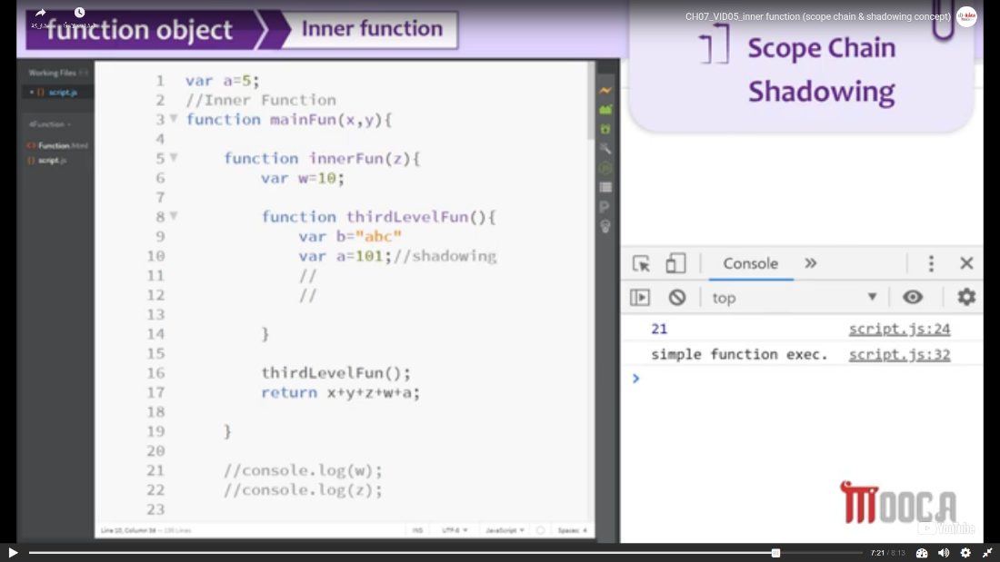 CH07_VID05_inner function (scope chain & shadowing concept)
function object
Inner function
Scope Chain
Shadowing
Working Files
script.js
4Function
Function.html
script.js
1 var a=5;
2 //Inner Function
3 function mainFun(x,y){
4
5 function innerFun(z){
6 var w=10;
7
8 function thirdLevelFun(){
9 var b="abc"
10 var a=101;//shadowing
11 //
12 //
13
14 }
15
16 thirdLevelFun();
17 return x+y+z+w+a;
18
19 }
20
21 //console.log(w);
22 //console.log(z);
23
INS UTF-8 JavaScript Spaces: 4
Console
top
21 script.js:24
simple function exec. script.js:32
MOOCA
YouTube
7:21 / 8:13